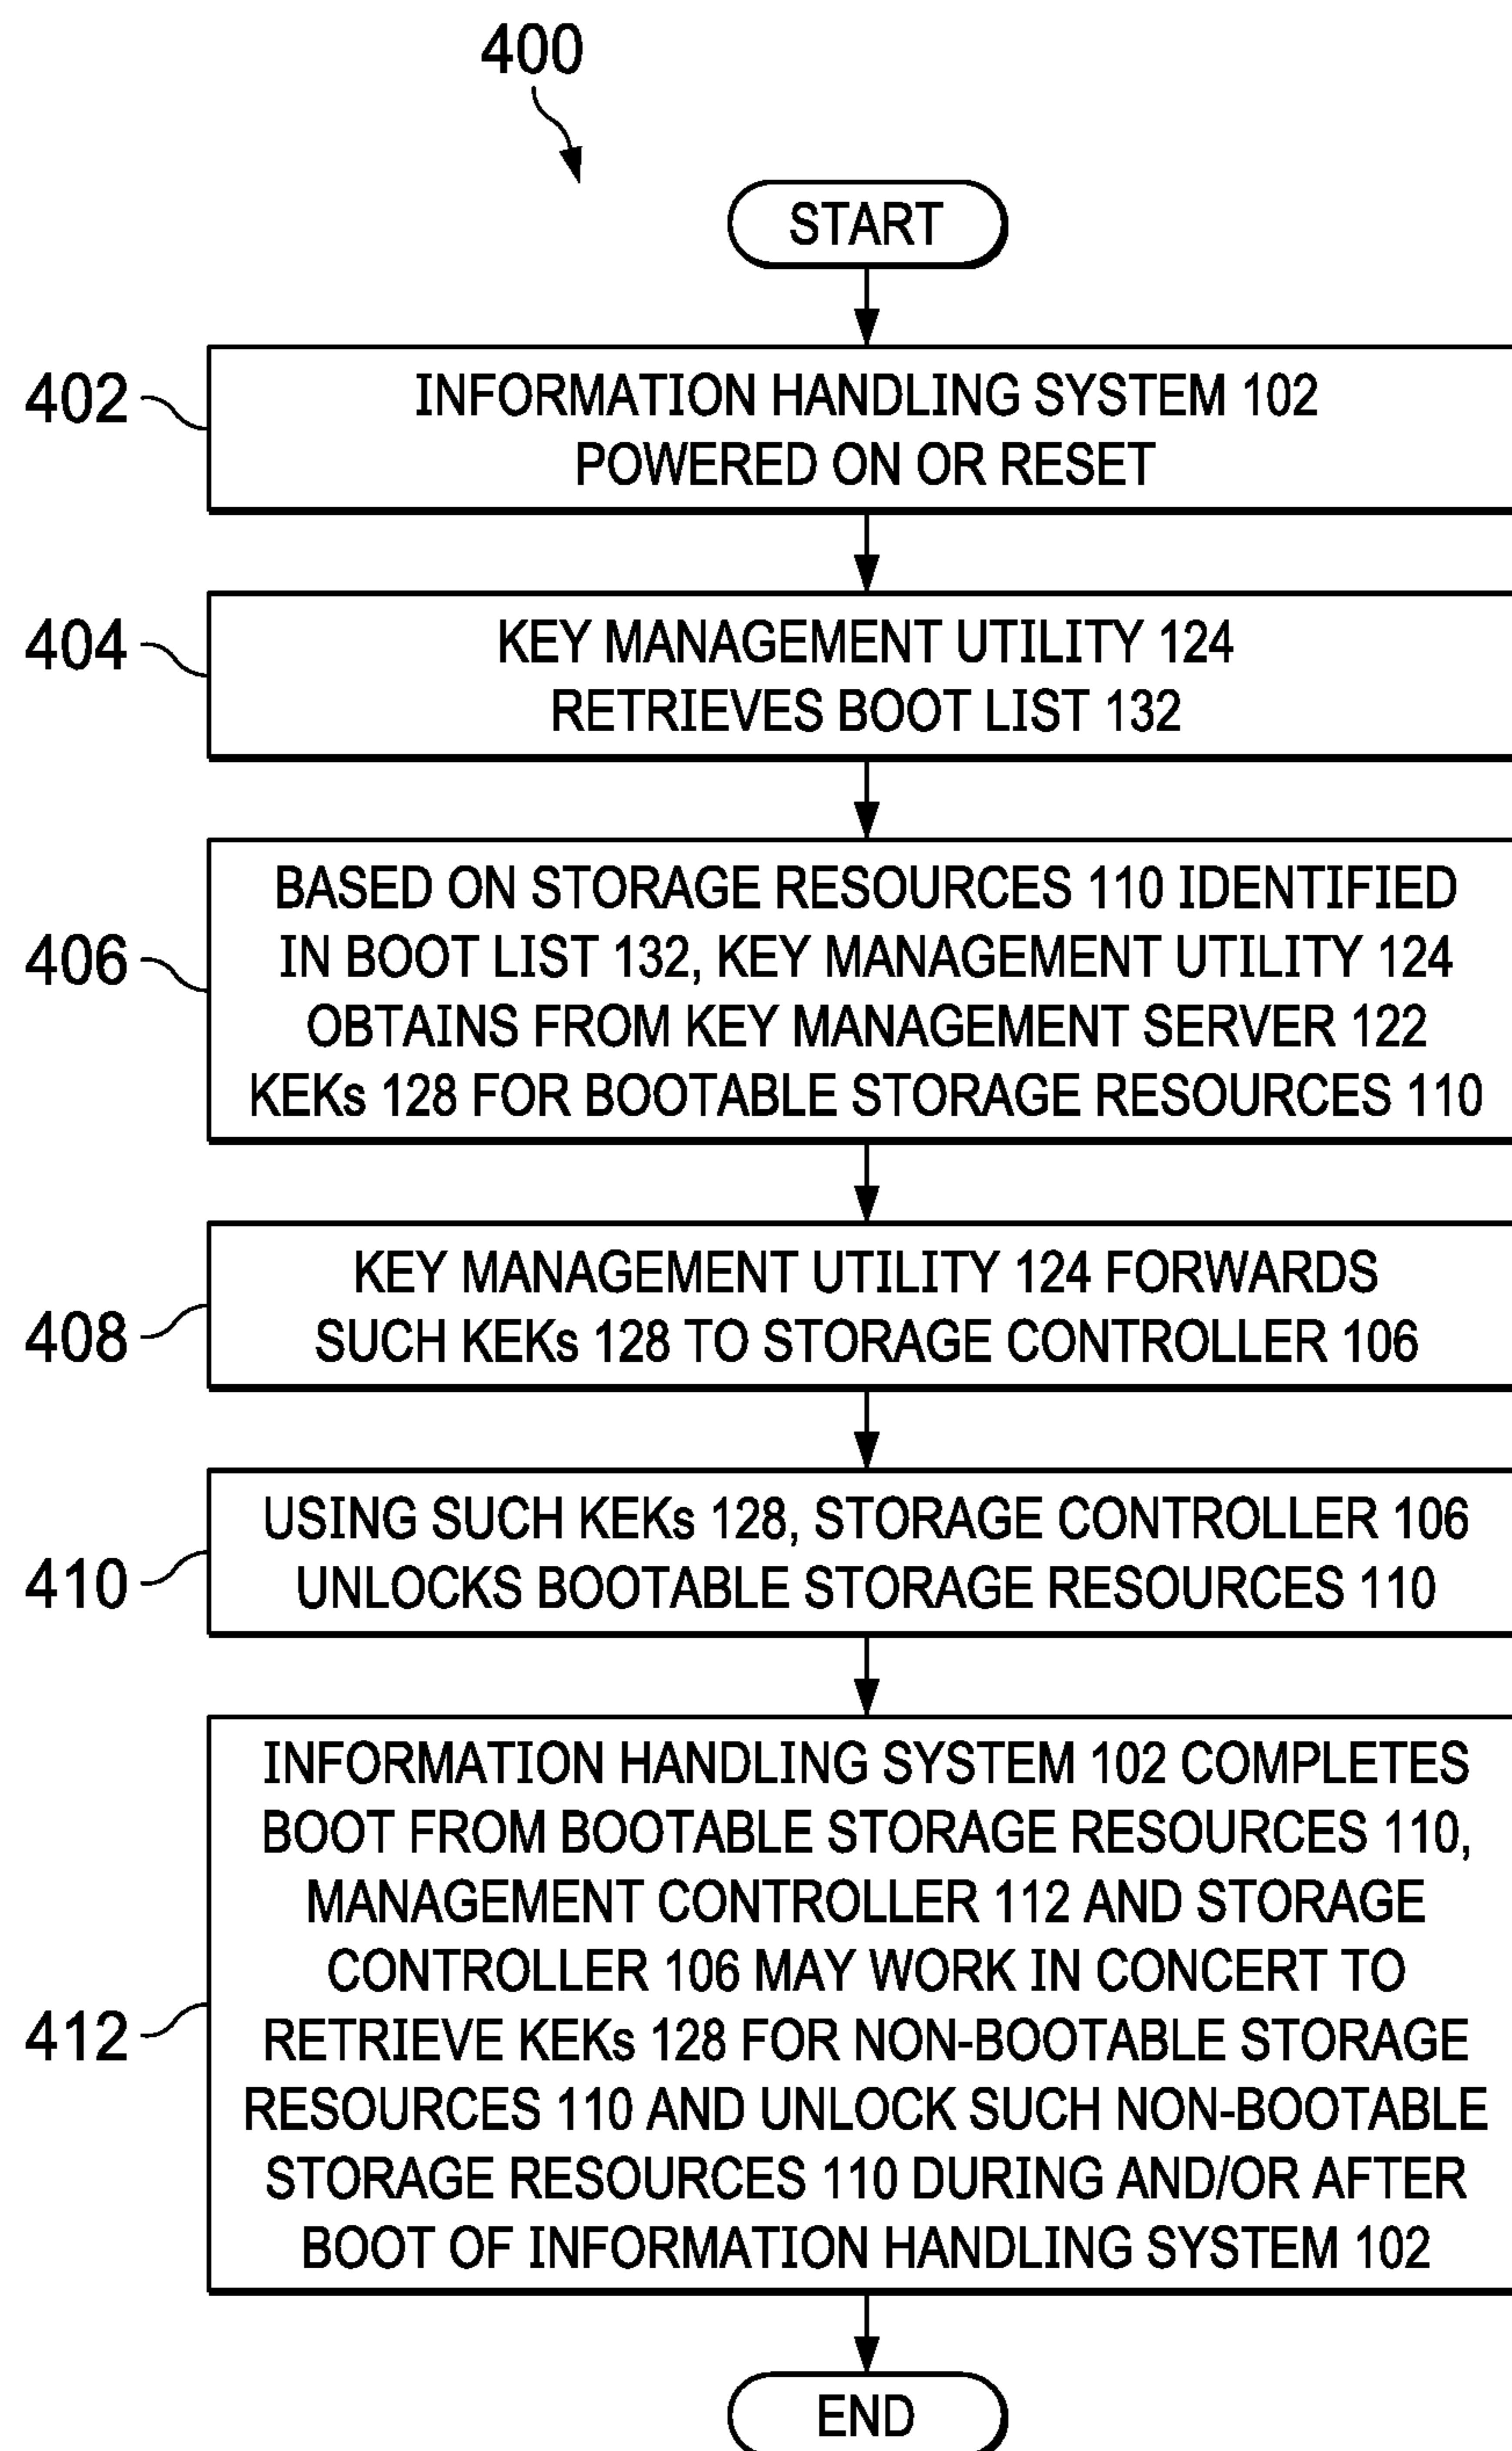 400
START
402
INFORMATION HANDLING SYSTEM 102
POWERED ON OR RESET
404
KEY MANAGEMENT UTILITY 124
RETRIEVES BOOT LIST 132
406
BASED ON STORAGE RESOURCES 110 IDENTIFIED
IN BOOT LIST 132, KEY MANAGEMENT UTILITY 124
OBTAINS FROM KEY MANAGEMENT SERVER 122
KEKs 128 FOR BOOTABLE STORAGE RESOURCES 110
408
KEY MANAGEMENT UTILITY 124 FORWARDS
SUCH KEKs 128 TO STORAGE CONTROLLER 106
410
USING SUCH KEKs 128, STORAGE CONTROLLER 106
UNLOCKS BOOTABLE STORAGE RESOURCES 110
412
INFORMATION HANDLING SYSTEM 102 COMPLETES
BOOT FROM BOOTABLE STORAGE RESOURCES 110,
MANAGEMENT CONTROLLER 112 AND STORAGE
CONTROLLER 106 MAY WORK IN CONCERT TO
RETRIEVE KEKs 128 FOR NON-BOOTABLE STORAGE
RESOURCES 110 AND UNLOCK SUCH NON-BOOTABLE
STORAGE RESOURCES 110 DURING AND/OR AFTER
BOOT OF INFORMATION HANDLING SYSTEM 102
END